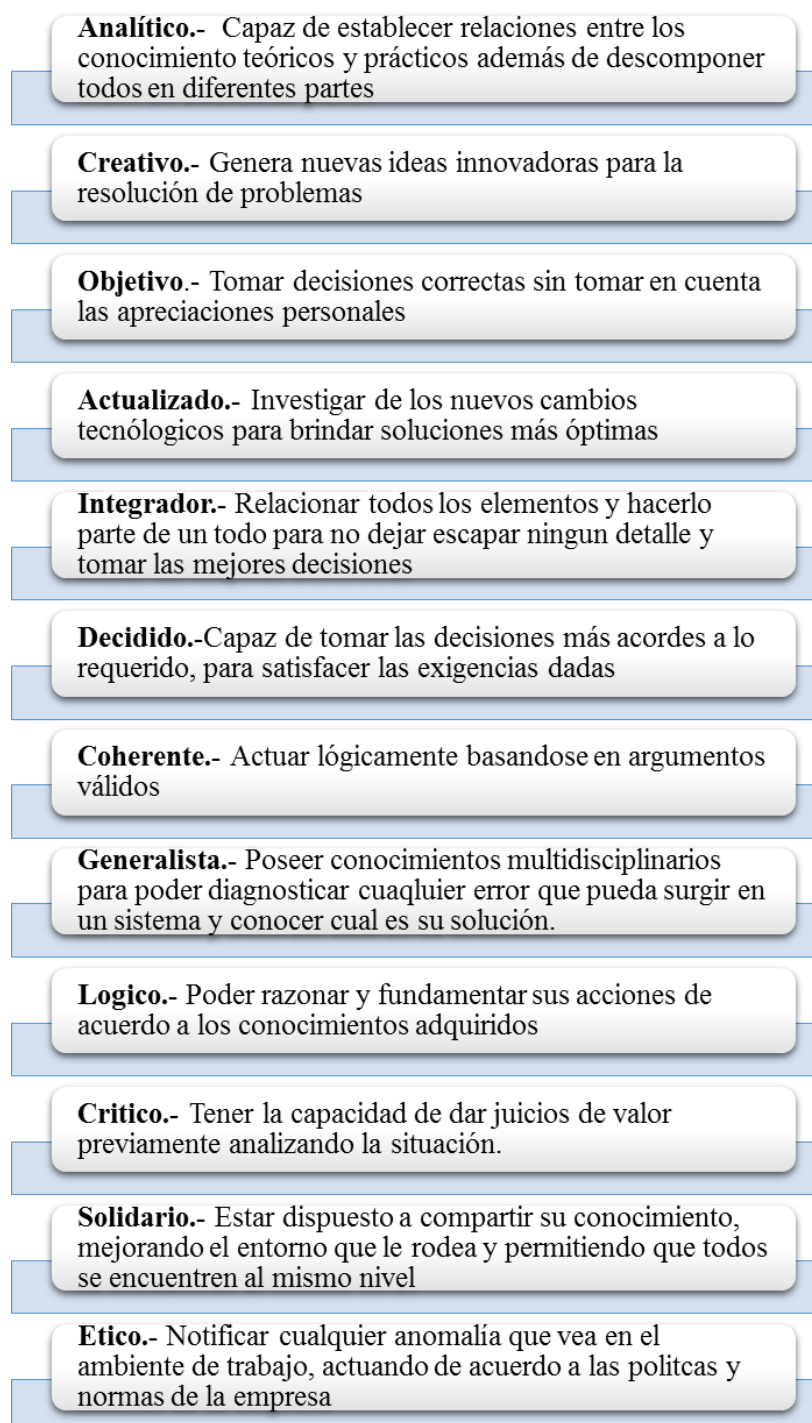 Analítico.- Capaz de establecer relaciones entre los
conocimiento teóricos y prácticos además de descomponer
todos en diferentes partes
Creativo.- Genera nuevas ideas innovadoras para la
resolución de problemas
Objetivo.- Tomar decisiones correctas sin tomar en cuenta
las apreciaciones personales
Actualizado.- Investigar de los nuevos cambios
tecnólogicos para brindar soluciones más óptimas
Integrador.- Relacionar todos los elementos y hacerlo
parte de un todo para no dejar escapar ningun detalle y
tomar las mejores decisiones
Decidido.-Capaz de tomar las decisiones más acordes a lo
requerido, para satisfacer las exigencias dadas
Coherente.- Actuar lógicamente basandose en argumentos
válidos
Generalista.- Poseer conocimientos multidisciplinarios
para poder diagnosticar cuaqluier error que pueda surgir en
un sistema y conocer cual es su solución.
Logico.- Poder razonar y fundamentar sus acciones de
acuerdo a los conocimientos adquiridos
Critico.- Tener la capacidad de dar juicios de valor
previamente analizando la situación.
Solidario.- Estar dispuesto a compartir su conocimiento,
mejorando el entorno que le rodea y permitiendo que todos
se encuentren al mismo nivel
Etico.- Notificar cualquier anomalía que vea en el
ambiente de trabajo, actuando de acuerdo a las politcas y
normas de la empresa